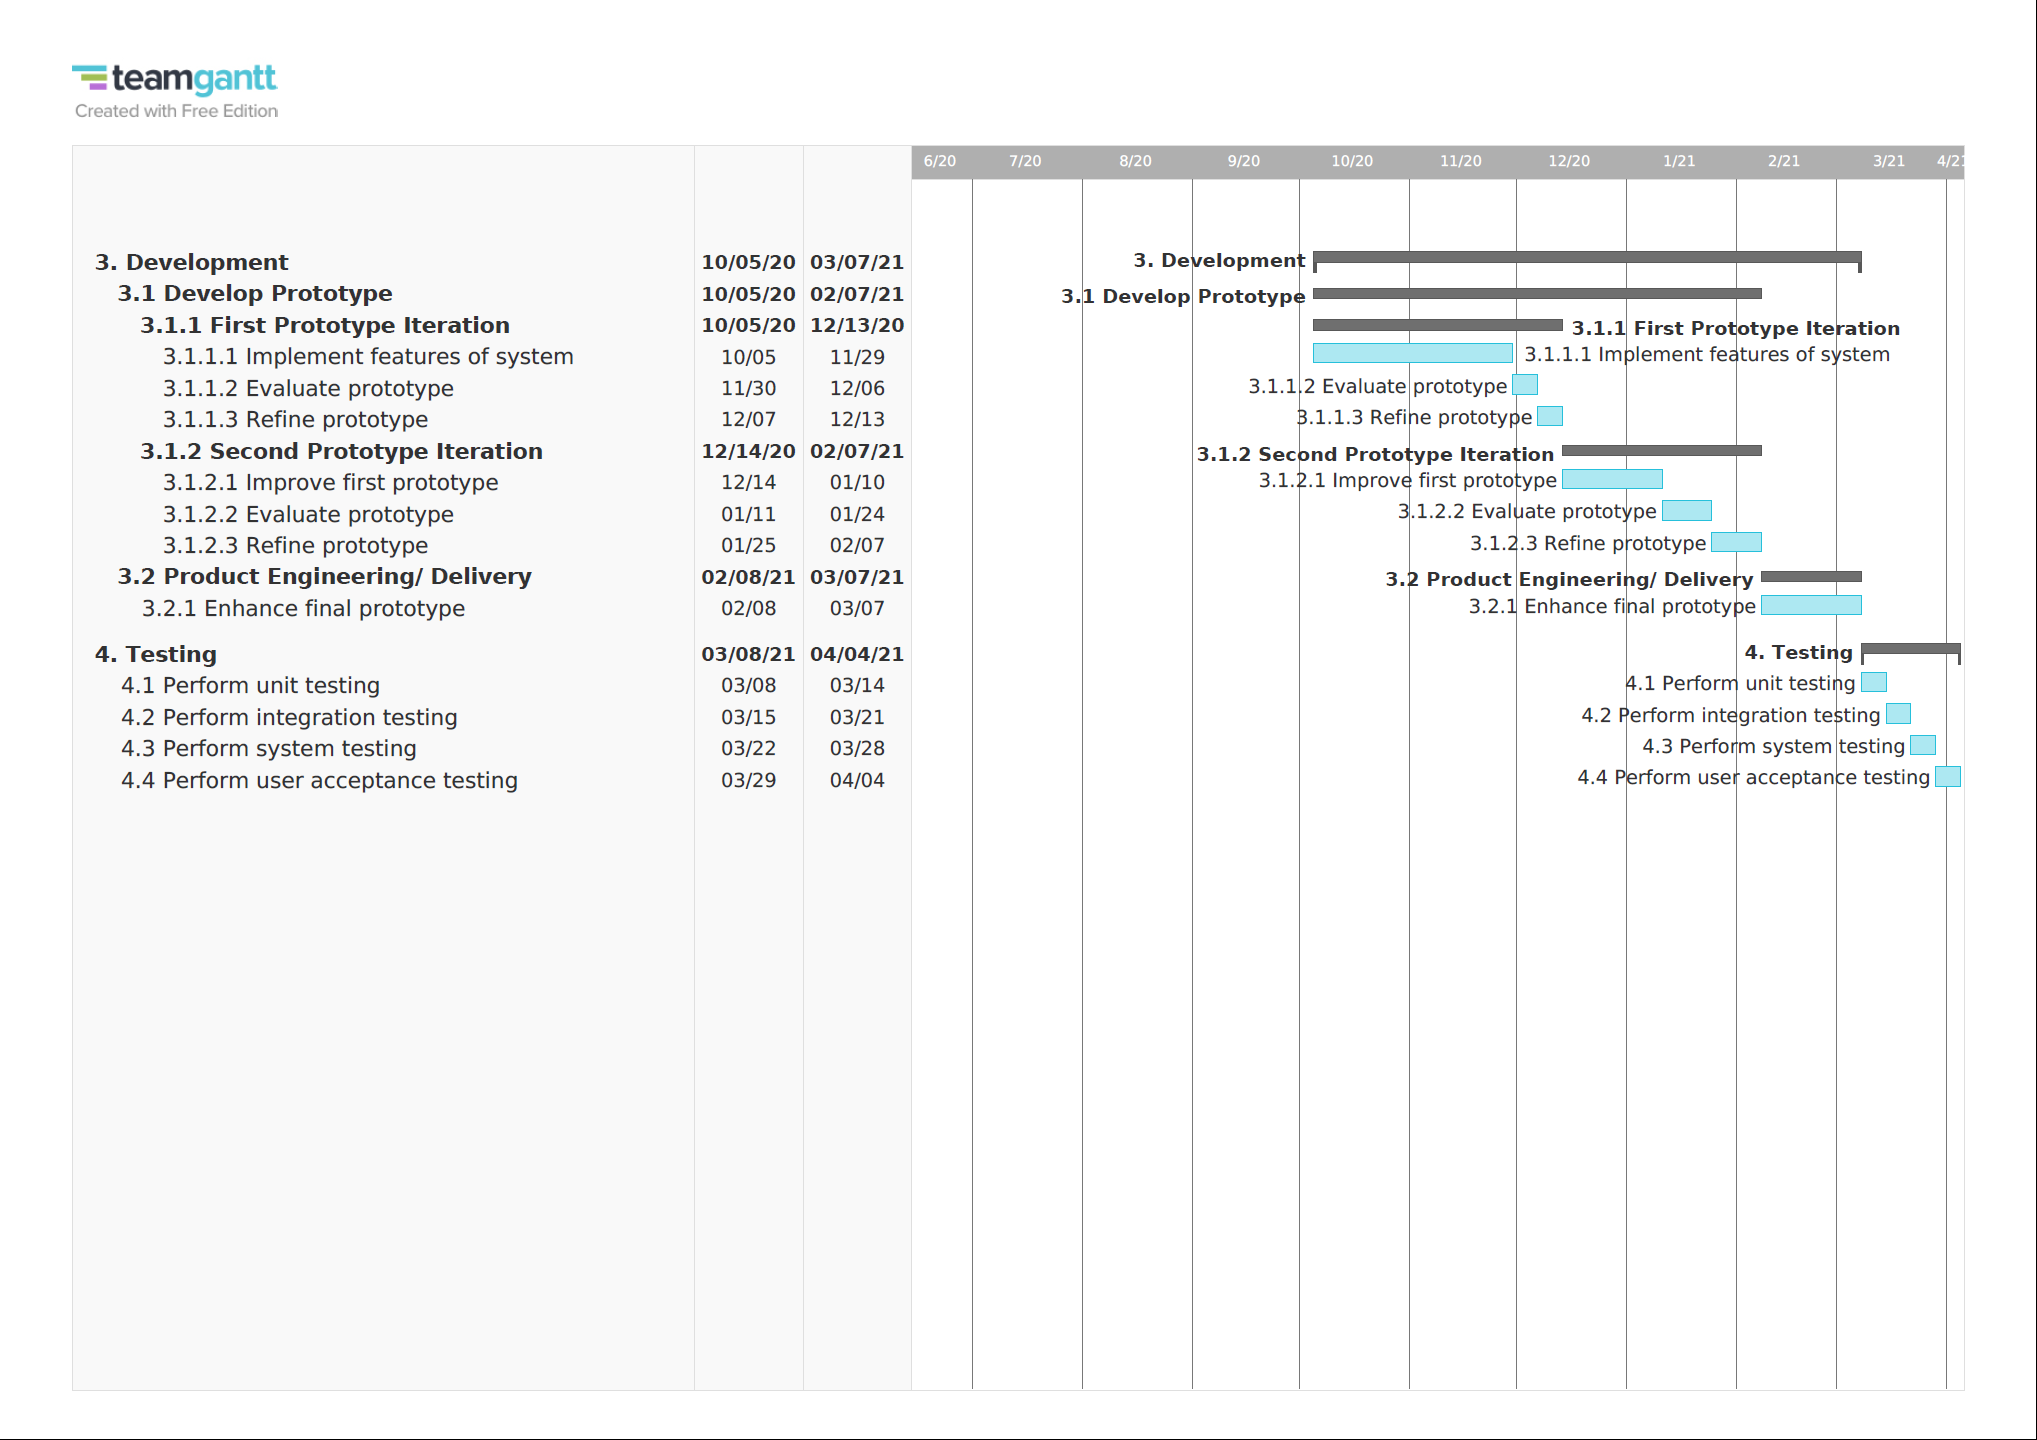 teamgantt
Created with Free Edition
6/20 7/20 8/20 9/20 10/20 11/20 12/20 1/21 2/21 3/21 4/21
3. Development 10/05/20 03/07/21 3. Development
3.1 Develop Prototype 10/05/20 02/07/21 3.1 Develop Prototype
3.1.1 First Prototype Iteration 10/05/20 12/13/20 3.1.1 First Prototype Iteration
3.1.1.1 Implement features of system 10/05 11/29 3.1.1.1 Implement features of system
3.1.1.2 Evaluate prototype 11/30 12/06 3.1.1.2 Evaluate prototype
3.1.1.3 Refine prototype 12/07 12/13 3.1.1.3 Refine prototype
3.1.2 Second Prototype Iteration 12/14/20 02/07/21 3.1.2 Second Prototype Iteration
3.1.2.1 Improve first prototype 12/14 01/10 3.1.2.1 Improve first prototype
3.1.2.2 Evaluate prototype 01/11 01/24 3.1.2.2 Evaluate prototype
3.1.2.3 Refine prototype 01/25 02/07 3.1.2.3 Refine prototype
3.2 Product Engineering/ Delivery 02/08/21 03/07/21 3.2 Product Engineering/ Delivery
3.2.1 Enhance final prototype 02/08 03/07 3.2.1 Enhance final prototype
4. Testing 03/08/21 04/04/21 4. Testing
4.1 Perform unit testing 03/08 03/14 4.1 Perform unit testing
4.2 Perform integration testing 03/15 03/21 4.2 Perform integration testing
4.3 Perform system testing 03/22 03/28 4.3 Perform system testing
4.4 Perform user acceptance testing 03/29 04/04 4.4 Perform user acceptance testing